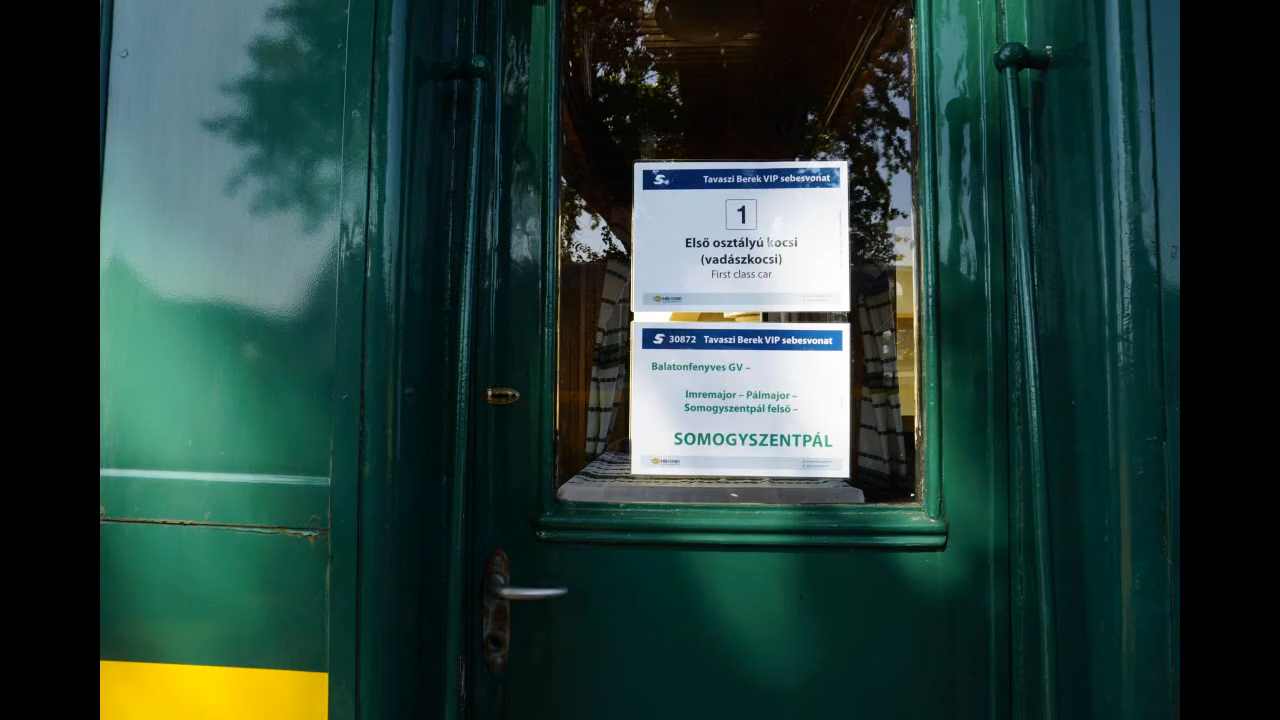 Tavaszi Berek VIP sebesvonat
1
Első osztályú kocsi
(vadászkocsi)
First class car
30872 Tavaszi Berek VIP sebesvonat
Balatonfenyves GV –
Imremajor – Pálmajor –
Somogyszentpál felső –
SOMOGYSZENTPÁL